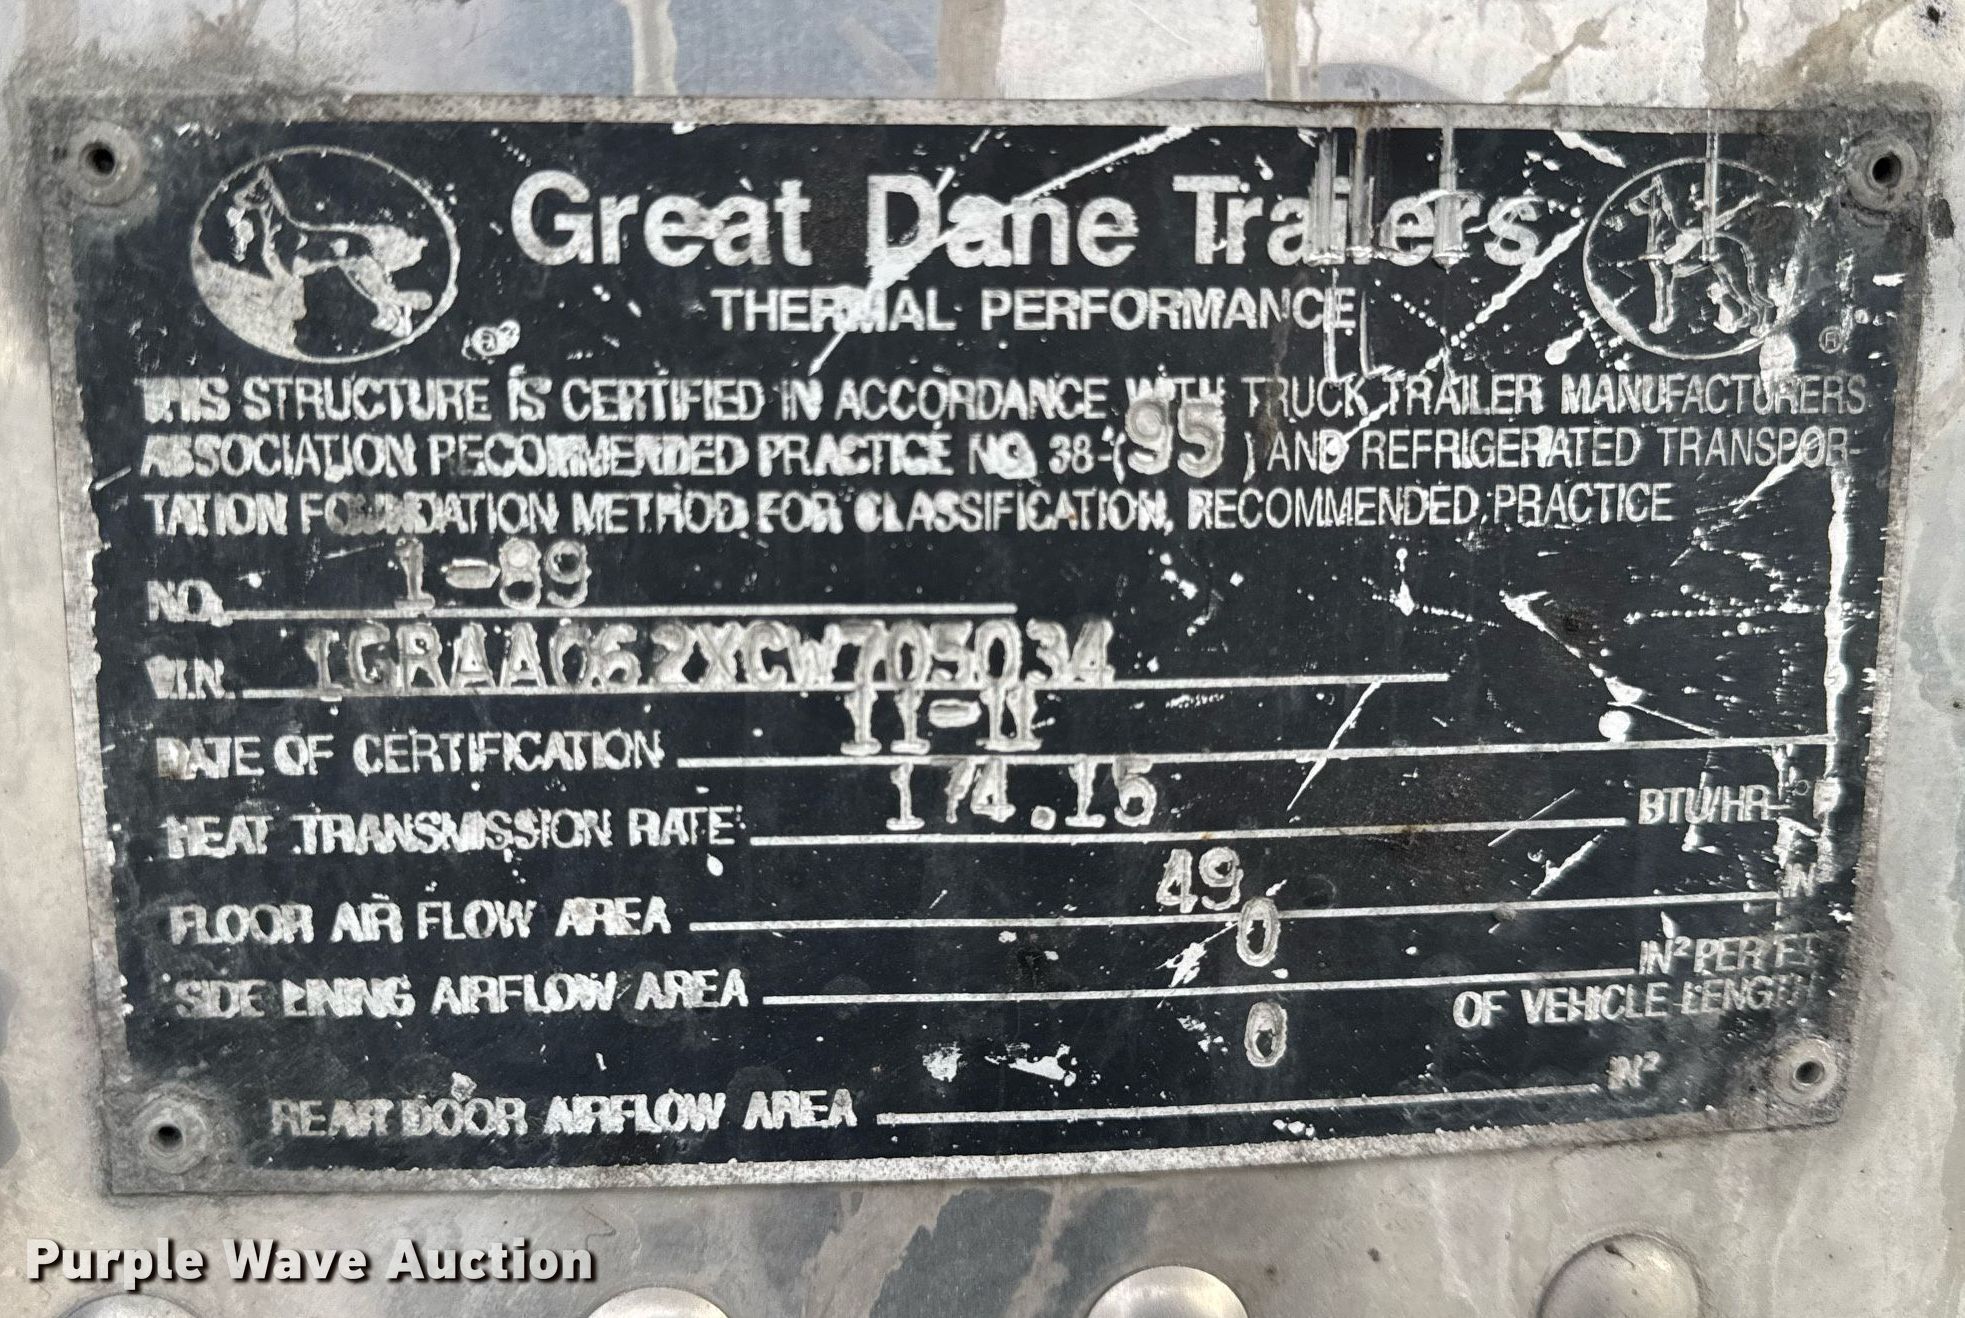 Great Dane Trailers
THERMAL PERFORMANCE
®
THIS STRUCTURE IS CERTIFIED IN ACCORDANCE WITH TRUCK TRAILER MANUFACTURERS
ASSOCIATION RECOMMENDED PRACTICE NO. 38-(95) AND REFRIGERATED TRANSPOR-
TATION FOUNDATION METHOD FOR CLASSIFICATION, RECOMMENDED PRACTICE
NO. 1-89
V.I.N. 1GRAA062XCW705034
DATE OF CERTIFICATION 11-11
HEAT TRANSMISSION RATE: 174.15 BTU/HR °F
FLOOR AIR FLOW AREA 49 IN²
SIDE LINING AIRFLOW AREA 0 IN² PER FT
OF VEHICLE LENGTH
REAR DOOR AIRFLOW AREA 0 IN²
Purple Wave Auction